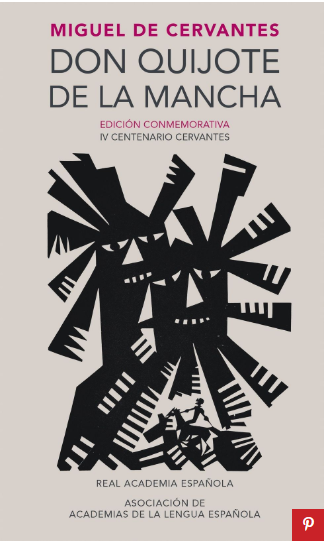 MIGUEL DE CERVANTES
DON QUIJOTE
DE LA MANCHA
EDICIÓN CONMEMORATIVA
IV CENTENARIO CERVANTES
REAL ACADEMIA ESPAÑOLA
ASOCIACIÓN DE
ACADEMIAS DE LA LENGUA ESPAÑOLA